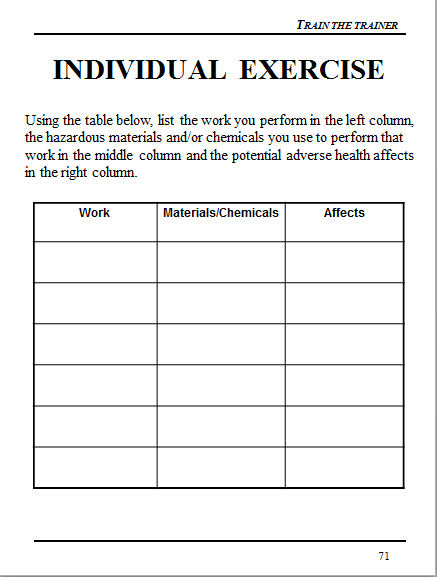 TRAIN THE TRAINER
INDIVIDUAL EXERCISE
Using the table below, list the work you perform in the left column,
the hazardous materials and/or chemicals you use to perform that
work in the middle column and the potential adverse health affects
in the right column.
Work Materials/Chemicals Affects
71